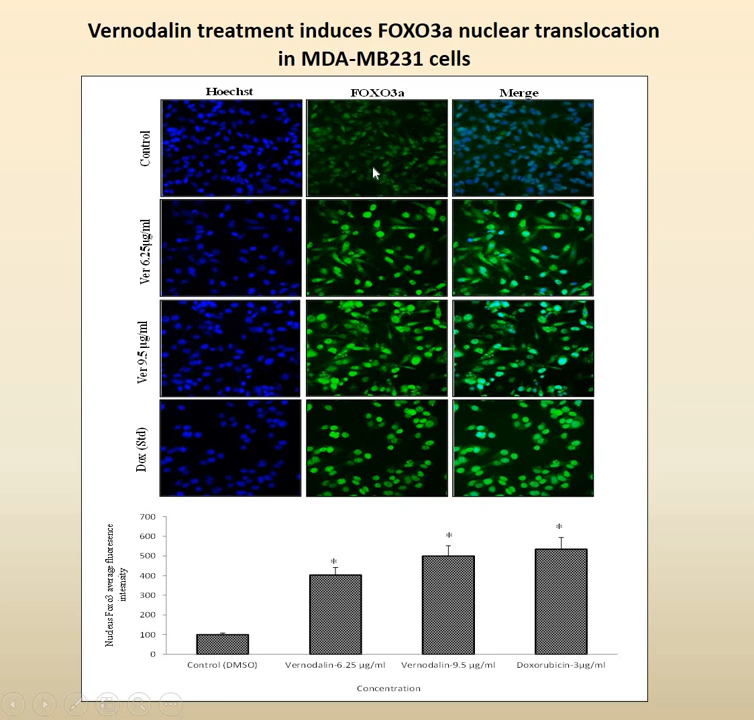 Vernodalin treatment induces FOXO3a nuclear translocation
in MDA-MB231 cells
Hoechst FOXO3a Merge
Control
Ver 6.25µg/ml
Ver 9.5 µg/ml
Dox (Std)
Nucleus Foxo3 average fluoresence
intesnsity
700
600
500
400
300
200
100
0
*
*
*
Control (DMSO) Vernodalin-6.25 µg/ml Vernodalin-9.5 µg/ml Doxorubicin-3µg/ml
Concentration